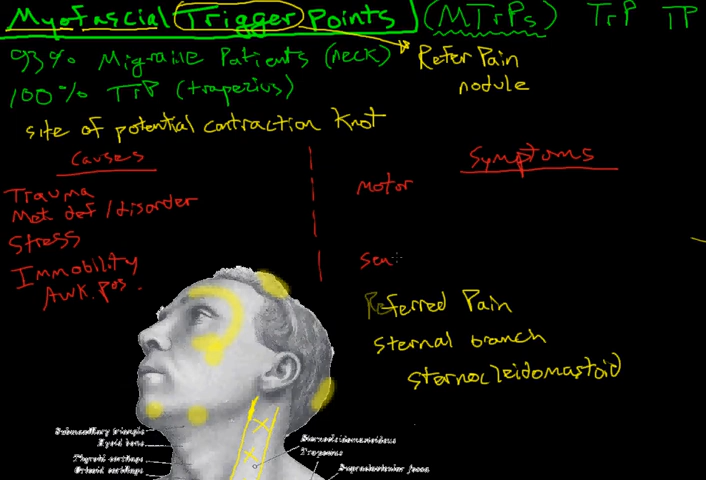 Myofascial Trigger Points (MTrPs) TrP TP
93% Migraine Patients (neck) Refer Pain
100% TrP (trapezius) nodule
site of potential contraction Knot
Causes Symptoms
Trauma Motor
Met def/disorder
Stress
Immobility Sen
Awk. Pos.
Referred Pain
sternal branch
sternocleidomastoid
Submaxillary triangle
Hyoid bone
Sternocleidomastoideus
Thyroid cartilage
Trapezius
Cricoid cartilage
Supraclavicular fossa